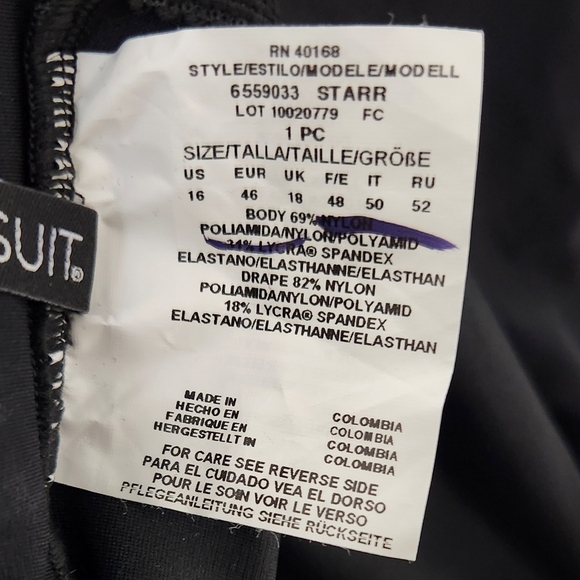 RN 40168
STYLE/ESTILO/MODELE/MODELL
6559033 STARR
LOT 10020779 FC
1 PC
SIZE/TALLA/TAILLE/GRÖßE
US EUR UK F/E IT RU
16 46 18 48 50 52
BODY 69% NYLON
POLIAMIDA/NYLON/POLYAMID
LYCRA® SPANDEX
ELASTANO/ELASTHANNE/ELASTHAN
DRAPE 82% NYLON
POLIAMIDA/NYLON/POLYAMID
18% LYCRA® SPANDEX
ELASTANO/ELASTHANNE/ELASTHAN
SUIT®
MADE IN COLOMBIA
HECHO EN COLOMBIA
FABRIQUE EN COLOMBIA
HERGESTELLT IN COLOMBIA
FOR CARE SEE REVERSE SIDE
PARA EL CUIDADO VEA EL DORSO
POUR LE SOIN VOIR LE VERSO
PFLEGEANLEITUNG SIEHE RÜCKSEITE